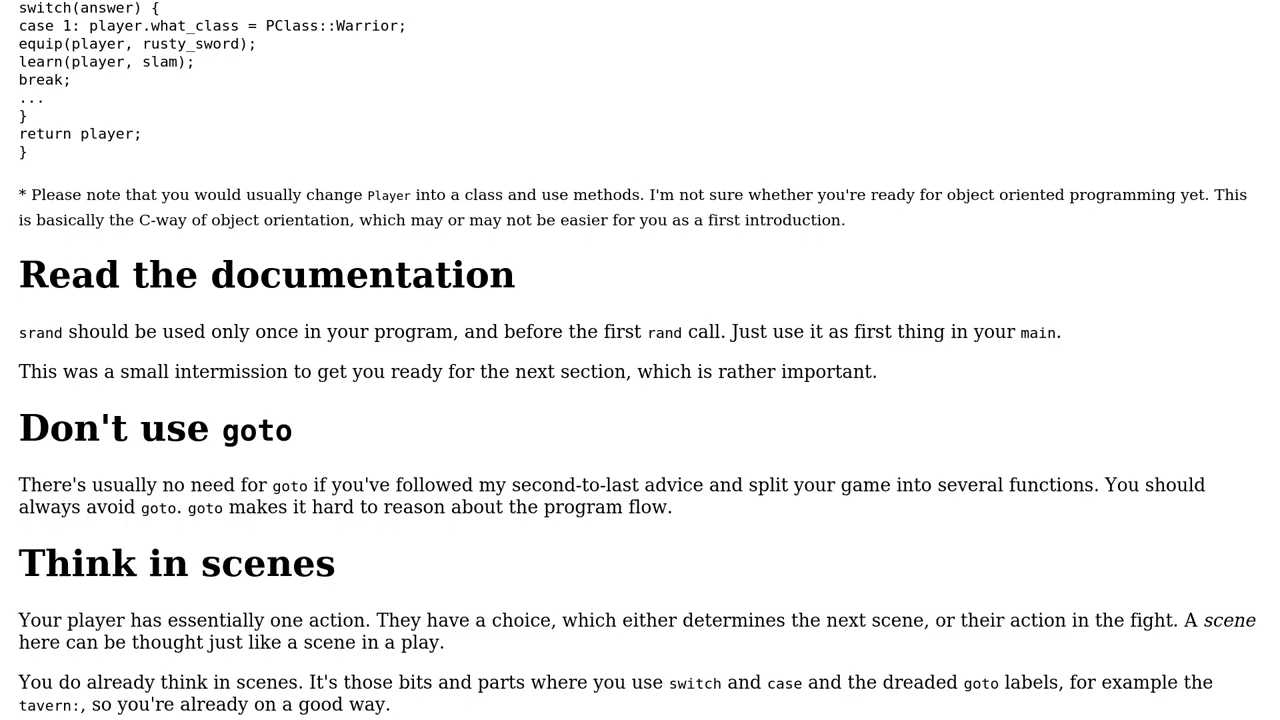 switch(answer) {
case 1: player.what_class = PClass::Warrior;
equip(player, rusty_sword);
learn(player, slam);
break;
...
}
return player;
}
* Please note that you would usually change Player into a class and use methods. I'm not sure whether you're ready for object oriented programming yet. This
is basically the C-way of object orientation, which may or may not be easier for you as a first introduction.
Read the documentation
srand should be used only once in your program, and before the first rand call. Just use it as first thing in your main.
This was a small intermission to get you ready for the next section, which is rather important.
Don't use goto
There's usually no need for goto if you've followed my second-to-last advice and split your game into several functions. You should
always avoid goto. goto makes it hard to reason about the program flow.
Think in scenes
Your player has essentially one action. They have a choice, which either determines the next scene, or their action in the fight. A scene
here can be thought just like a scene in a play.
You do already think in scenes. It's those bits and parts where you use switch and case and the dreaded goto labels, for example the
tavern:, so you're already on a good way.